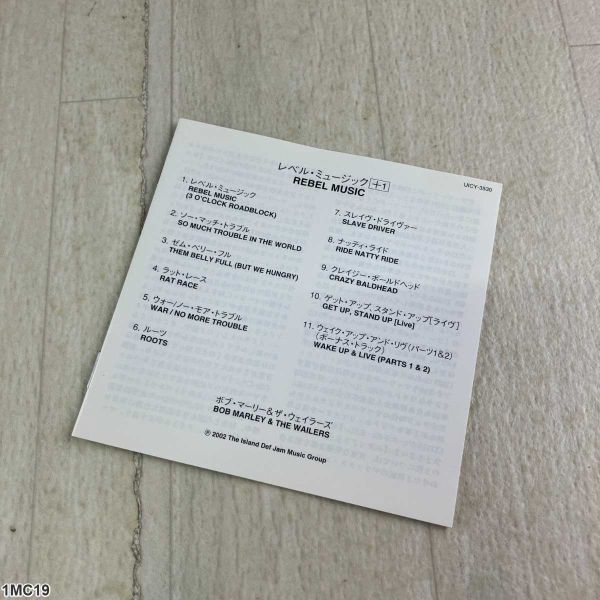 レベル・ミュージック[+1]
REBEL MUSIC
UICY-3530
1. レベル・ミュージック
REBEL MUSIC
(3 O'CLOCK ROADBLOCK)
2. ソー・マッチ・トラブル
SO MUCH TROUBLE IN THE WORLD
3. ゼム・ベリー・フル
THEM BELLY FULL (BUT WE HUNGRY)
4. ラット・レース
RAT RACE
5. ウォー/ノー・モア・トラブル
WAR / NO MORE TROUBLE
6. ルーツ
ROOTS
7. スレイヴ・ドライヴァー
SLAVE DRIVER
8. ナッティ・ライド
RIDE NATTY RIDE
9. クレイジー・ボールドヘッド
CRAZY BALDHEAD
10. ゲット・アップ、スタンド・アップ[ライヴ]
GET UP, STAND UP [Live]
11. ウェイク・アップ・アンド・リヴ(パーツ1&2)
(ボーナス・トラック)
WAKE UP & LIVE (PARTS 1 & 2)
ボブ・マーリー&ザ・ウェイラーズ
BOB MARLEY & THE WAILERS
℗ 2002 The Island Def Jam Music Group
1MC19